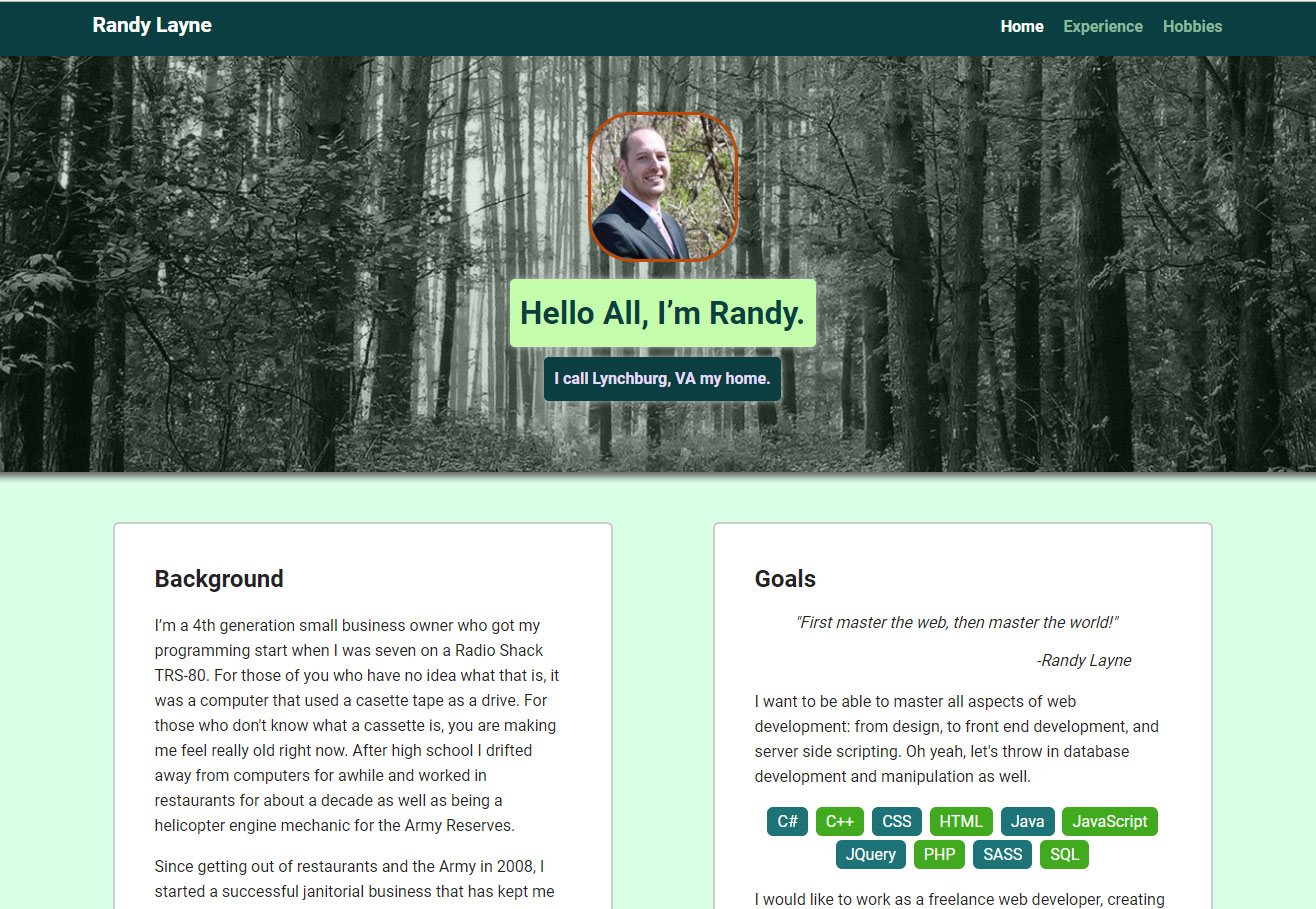 Randy Layne
Home Experience Hobbies
Hello All, I’m Randy.
I call Lynchburg, VA my home.
Background
I’m a 4th generation small business owner who got my
programming start when I was seven on a Radio Shack
TRS-80. For those of you who have no idea what that is, it
was a computer that used a casette tape as a drive. For
those who don't know what a cassette is, you are making
me feel really old right now. After high school I drifted
away from computers for awhile and worked in
restaurants for about a decade as well as being a
helicopter engine mechanic for the Army Reserves.
Since getting out of restaurants and the Army in 2008, I
started a successful janitorial business that has kept me
Goals
"First master the web, then master the world!"
-Randy Layne
I want to be able to master all aspects of web
development: from design, to front end development, and
server side scripting. Oh yeah, let's throw in database
development and manipulation as well.
C# C++ CSS HTML Java JavaScript
JQuery PHP SASS SQL
I would like to work as a freelance web developer, creating